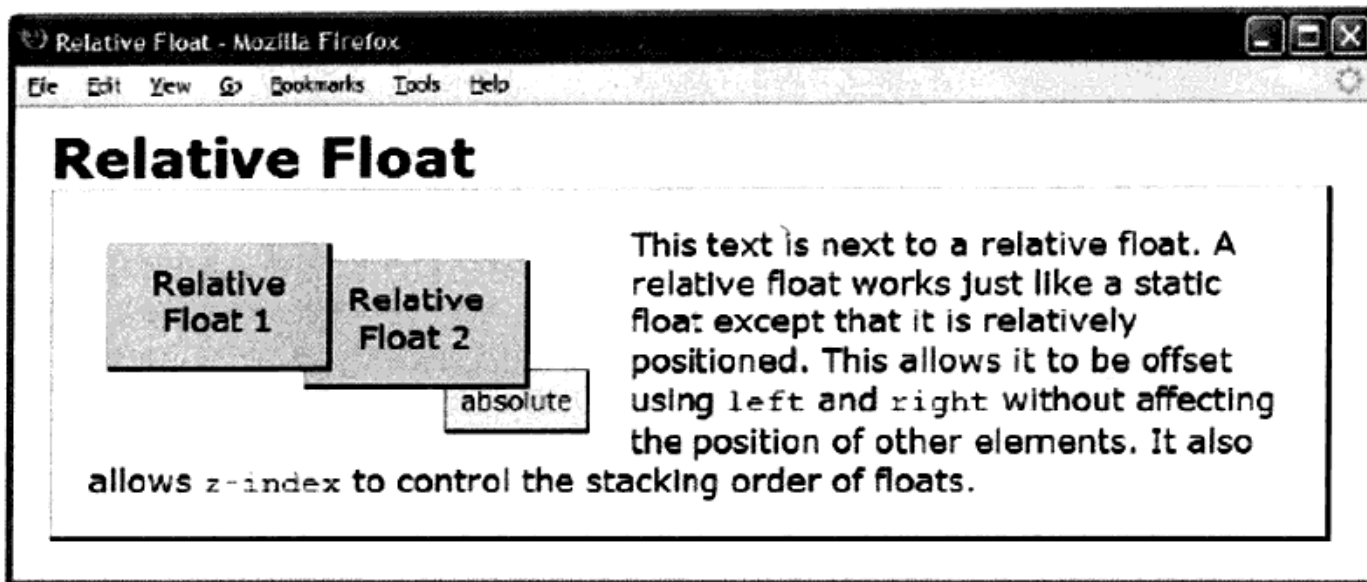 Relative Float - Mozilla Firefox
File Edit View Go Bookmarks Tools Help
Relative Float
Relative
Float 1
Relative
Float 2
absolute
This text is next to a relative float. A
relative float works just like a static
float except that it is relatively
positioned. This allows it to be offset
using left and right without affecting
the position of other elements. It also
allows z-index to control the stacking order of floats.